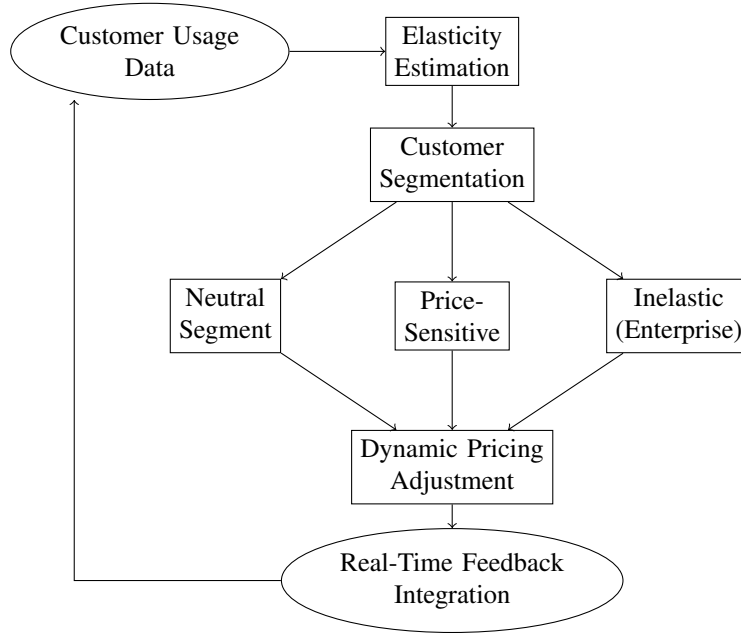 Customer Usage
Data
Elasticity
Estimation
Customer
Segmentation
Neutral
Segment
Price-
Sensitive
Inelastic
(Enterprise)
Dynamic Pricing
Adjustment
Real-Time Feedback
Integration